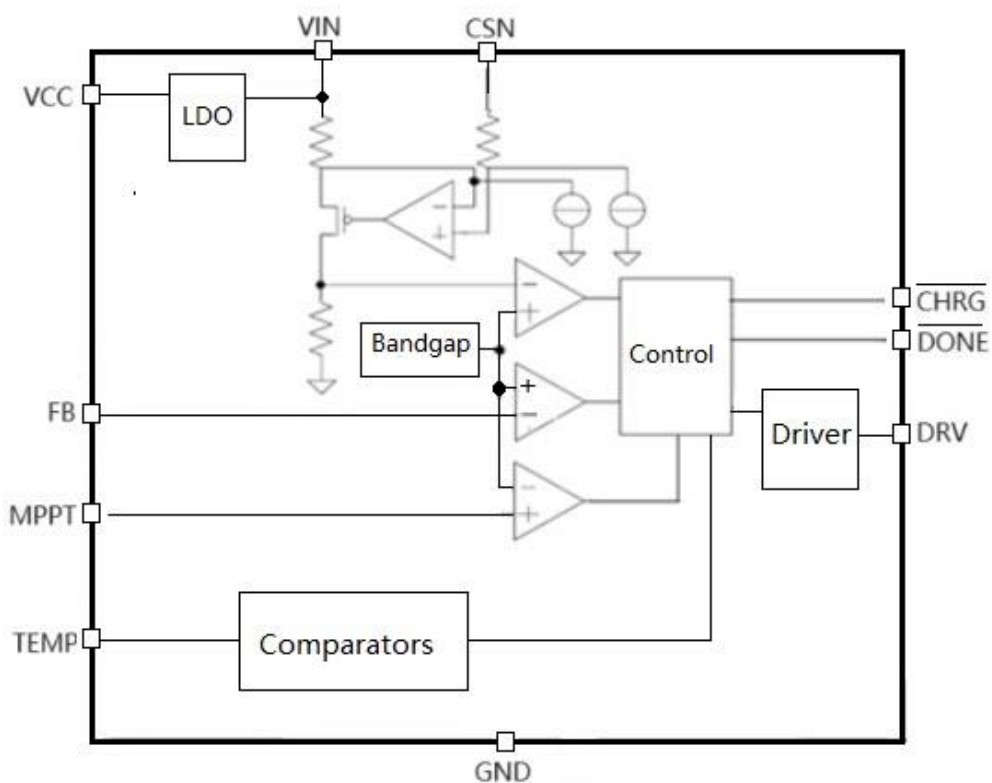 VIN
CSN
VCC
LDO
−
+
−
+
Bandgap
Control
CHRG
DONE
+
−
FB
Driver
DRV
−
+
MPPT
TEMP
Comparators
GND